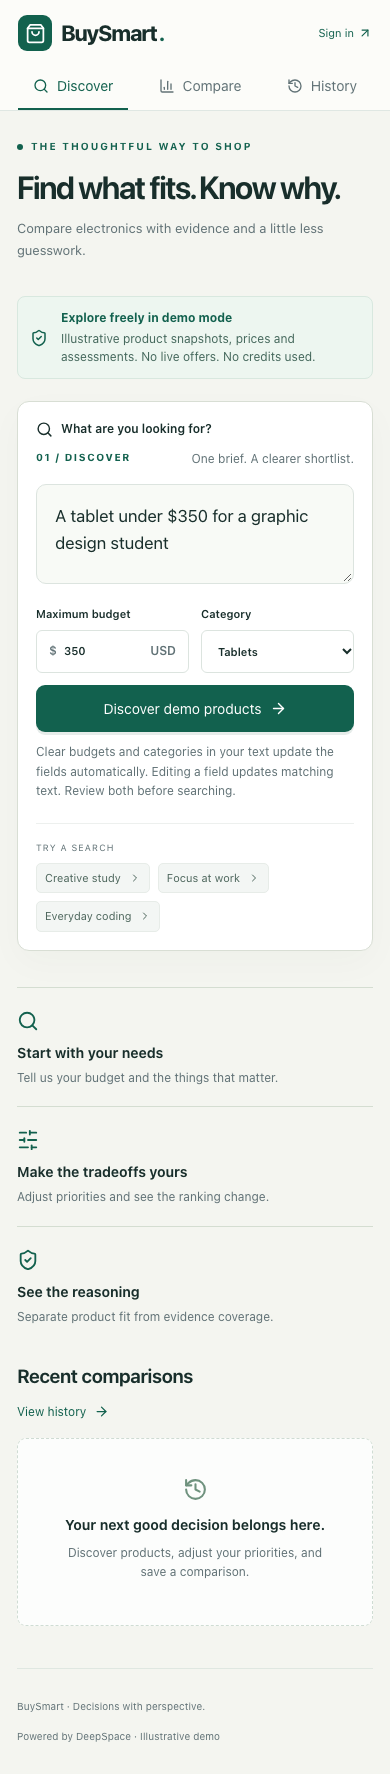 BuySmart.
Sign in
Discover
Compare
History
THE THOUGHTFUL WAY TO SHOP
Find what fits. Know why.
Compare electronics with evidence and a little less
guesswork.
Explore freely in demo mode
Illustrative product snapshots, prices and
assessments. No live offers. No credits used.
What are you looking for?
01 / DISCOVER
One brief. A clearer shortlist.
A tablet under $350 for a graphic
design student
Maximum budget
Category
$ 350 USD
Tablets
Discover demo products
Clear budgets and categories in your text update the
fields automatically. Editing a field updates matching
text. Review both before searching.
TRY A SEARCH
Creative study
Focus at work
Everyday coding
Start with your needs
Tell us your budget and the things that matter.
Make the tradeoffs yours
Adjust priorities and see the ranking change.
See the reasoning
Separate product fit from evidence coverage.
Recent comparisons
View history
Your next good decision belongs here.
Discover products, adjust your priorities, and
save a comparison.
BuySmart · Decisions with perspective.
Powered by DeepSpace · Illustrative demo